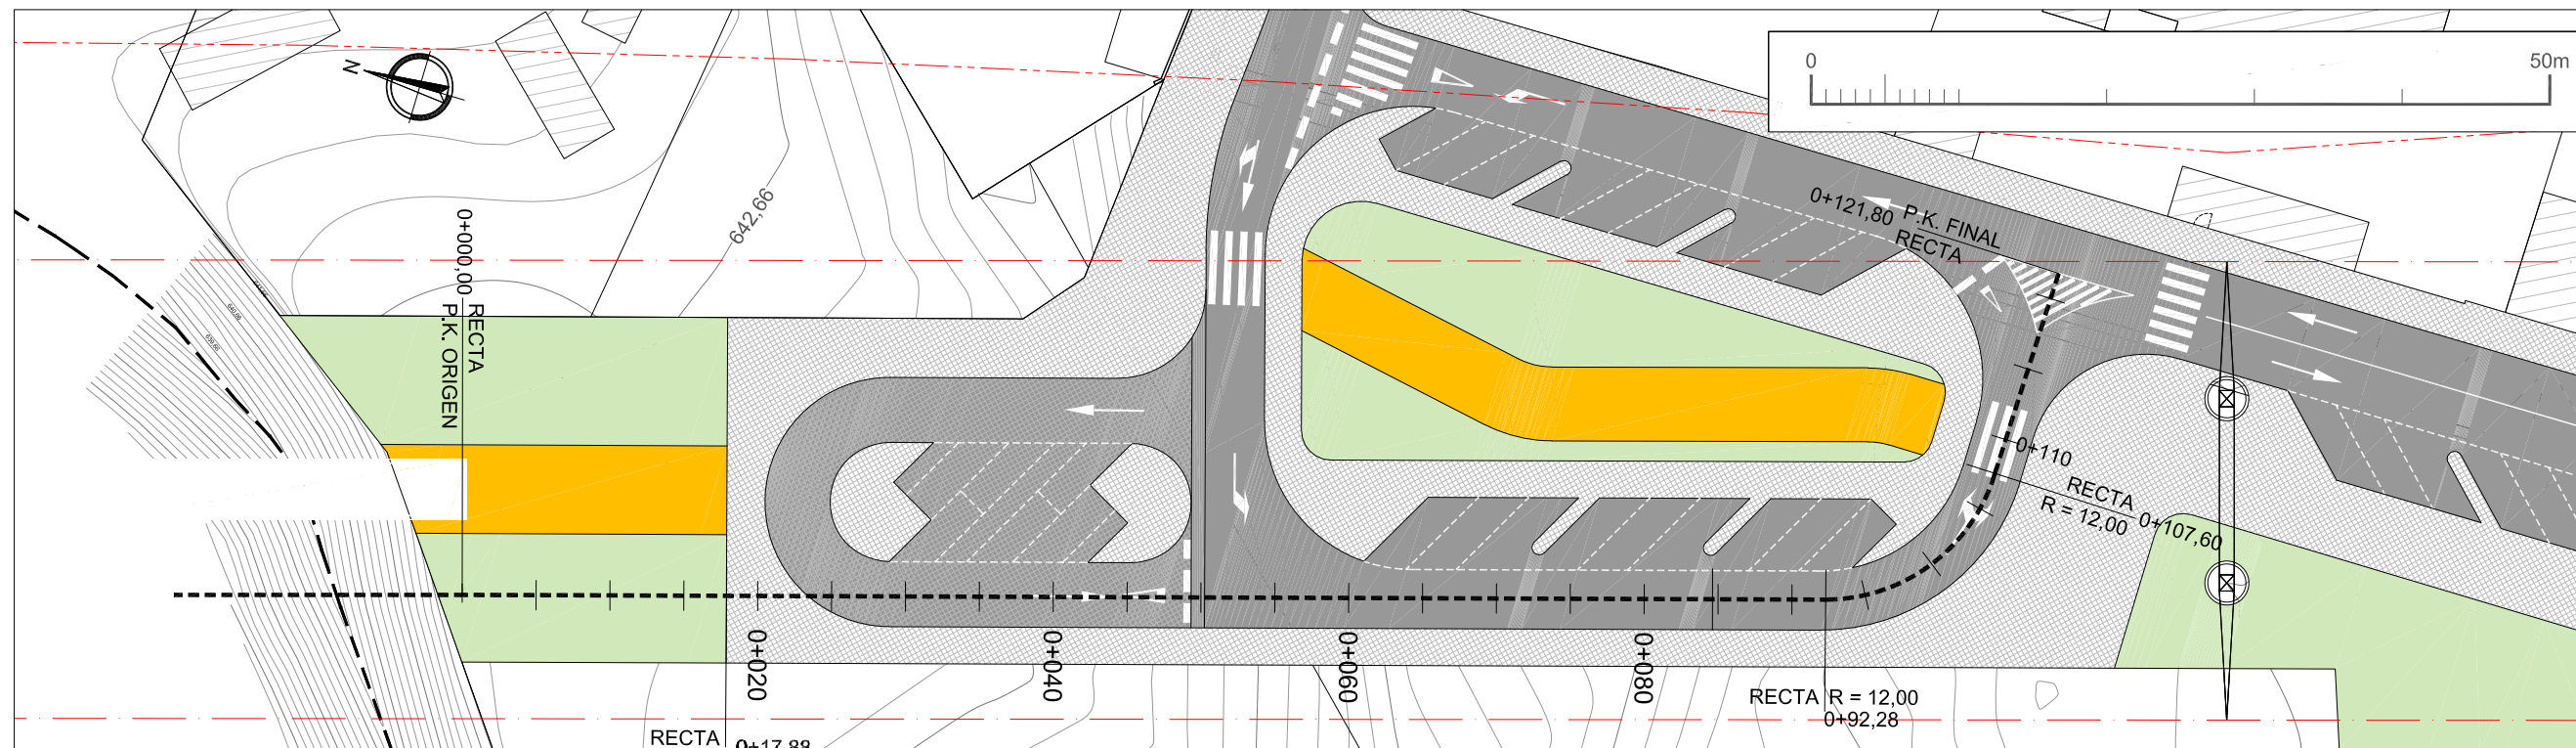 0
50m
N
642,66
0+0000,00
RECTA
P.K. ORIGEN
0+121,80
P.K. FINAL
RECTA
0+110
RECTA
R = 12,00
0+107,60
0+020
0+040
0+060
0+080
RECTA R = 12,00
0+92,28
RECTA
0+17,88